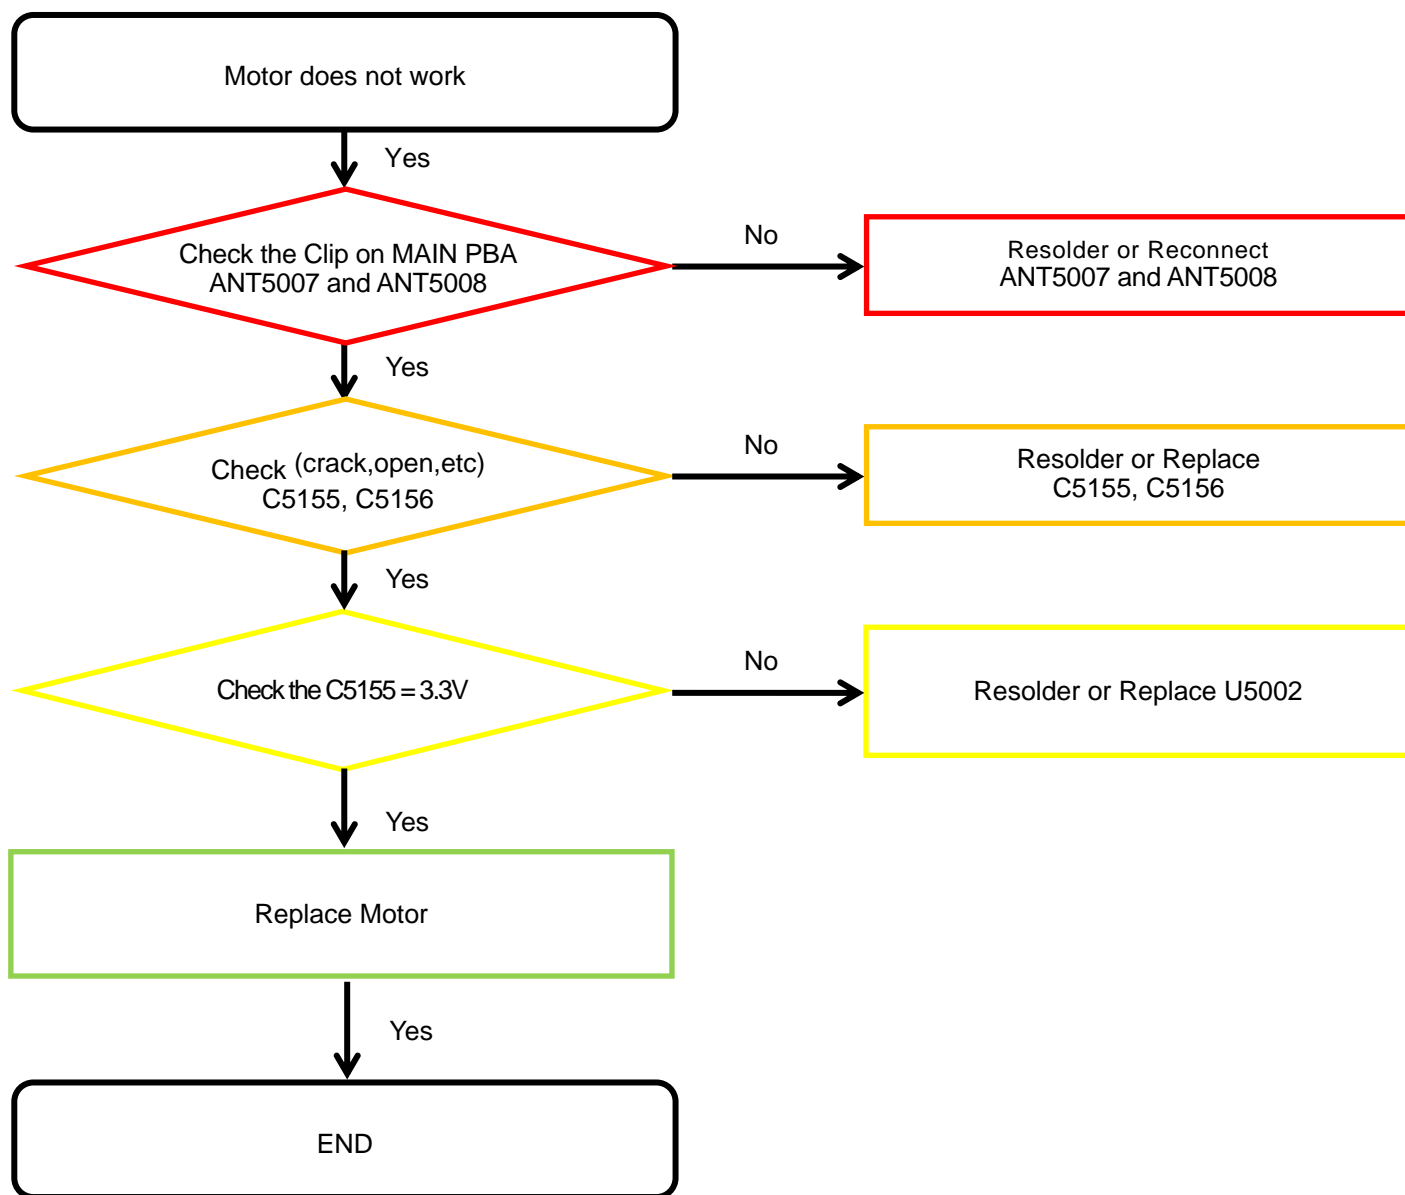 Motor does not work
Yes
Check the Clip on MAIN PBA
ANT5007 and ANT5008
No
Resolder or Reconnect
ANT5007 and ANT5008
Yes
Check (crack,open,etc)
C5155, C5156
No
Resolder or Replace
C5155, C5156
Yes
Check the C5155 = 3.3V
No
Resolder or Replace U5002
Yes
Replace Motor
Yes
END